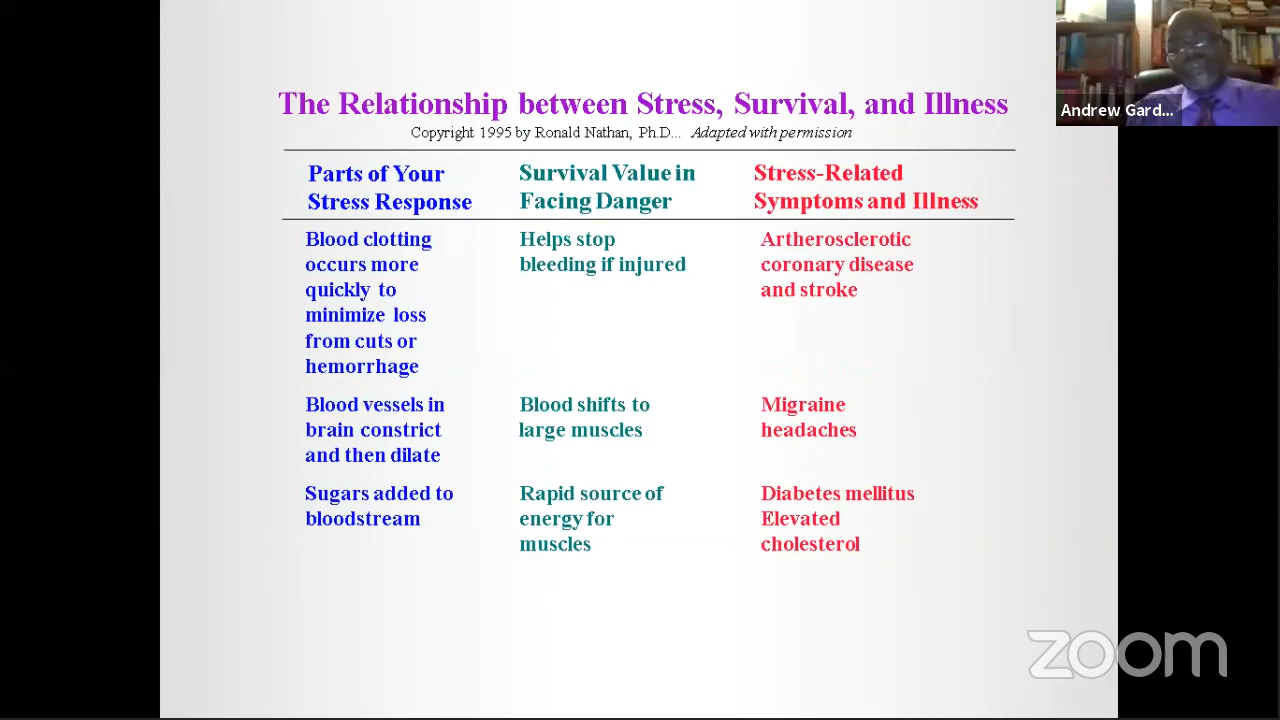 The Relationship between Stress, Survival, and Illness
Copyright 1995 by Ronald Nathan, Ph.D... Adapted with permission
Parts of Your
Stress Response
Survival Value in
Facing Danger
Stress-Related
Symptoms and Illness
Blood clotting
occurs more
quickly to
minimize loss
from cuts or
hemorrhage
Helps stop
bleeding if injured
Artherosclerotic
coronary disease
and stroke
Blood vessels in
brain constrict
and then dilate
Blood shifts to
large muscles
Migraine
headaches
Sugars added to
bloodstream
Rapid source of
energy for
muscles
Diabetes mellitus
Elevated
cholesterol
Andrew Gard...
zoom